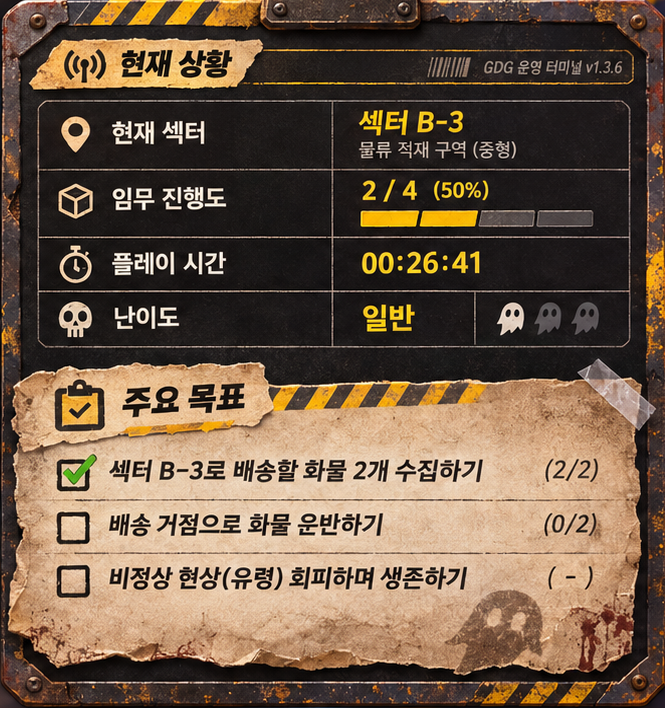 현재 상황
GDG 운영 터미널 v1.3.6
현재 섹터
섹터 B-3
물류 적재 구역 (중형)
임무 진행도
2 / 4 (50%)
플레이 시간
00:26:41
난이도
일반
주요 목표
섹터 B-3로 배송할 화물 2개 수집하기 (2/2)
배송 거점으로 화물 운반하기 (0/2)
비정상 현상(유령) 회피하며 생존하기 ( - )